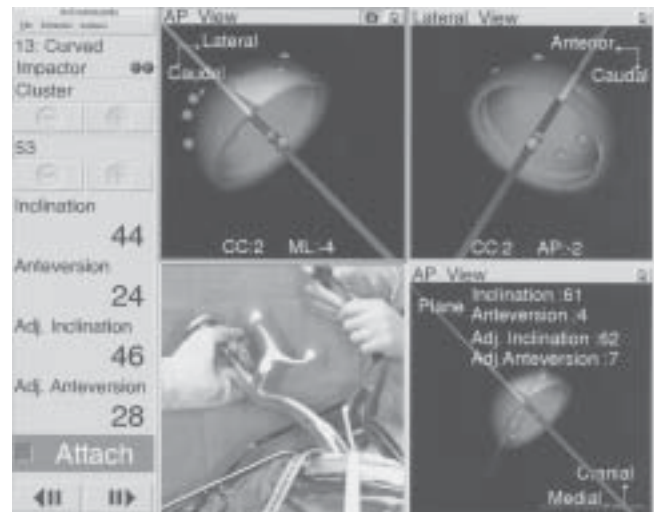 13: Curved
Impactor
Cluster
53
Inclination
44
Anteversion
24
Adj. Inclination
46
Adj. Anteversion
28
Attach
AP View
Lateral
Caudal
CC:2 ML:-4
Lateral View
Anterior
Caudal
CC:2 AP:-2
AP View
Plane
Inclination :61
Anteversion :4
Adj. Inclination :62
Adj Anteversion :7
Cranial
Medial